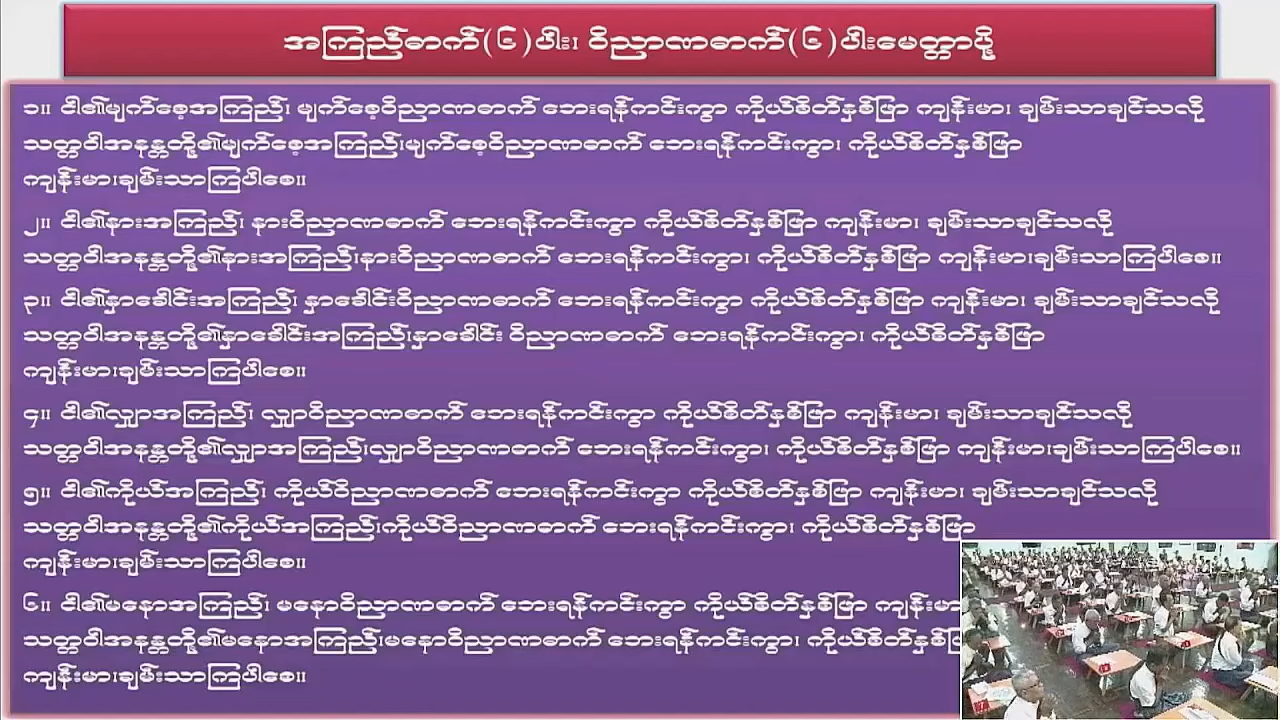 အကြည်ဓာက်(၆)ပါး၊ ဝိညာဏဓာက်(၆)ပါးမေတ္တာပို့
၁။ ငါ၏မျက်စေ့အကြည်၊ မျက်စေ့ဝိညာဏဓာက် ဘေးရန်ကင်းကွာ ကိုယ်စိတ်နှစ်ဖြာ ကျန်းမာ၊ ချမ်းသာချင်သလို
သတ္တဝါအနန္တတို့၏မျက်စေ့အကြည်၊မျက်စေ့ဝိညာဏဓာက် ဘေးရန်ကင်းကွာ၊ ကိုယ်စိတ်နှစ်ဖြာ
ကျန်းမာ၊ချမ်းသာကြပါစေ။
၂။ ငါ၏နားအကြည်၊ နားဝိညာဏဓာက် ဘေးရန်ကင်းကွာ ကိုယ်စိတ်နှစ်ဖြာ ကျန်းမာ၊ ချမ်းသာချင်သလို
သတ္တဝါအနန္တတို့၏နားအကြည်၊နားဝိညာဏဓာက် ဘေးရန်ကင်းကွာ၊ ကိုယ်စိတ်နှစ်ဖြာ ကျန်းမာ၊ချမ်းသာကြပါစေ။
၃။ ငါ၏နှာခေါင်းအကြည်၊ နှာခေါင်းဝိညာဏဓာက် ဘေးရန်ကင်းကွာ ကိုယ်စိတ်နှစ်ဖြာ ကျန်းမာ၊ ချမ်းသာချင်သလို
သတ္တဝါအနန္တတို့၏နှာခေါင်းအကြည်၊နှာခေါင်း ဝိညာဏဓာက် ဘေးရန်ကင်းကွာ၊ ကိုယ်စိတ်နှစ်ဖြာ
ကျန်းမာ၊ချမ်းသာကြပါစေ။
၄။ ငါ၏လျှာအကြည်၊ လျှာဝိညာဏဓာက် ဘေးရန်ကင်းကွာ ကိုယ်စိတ်နှစ်ဖြာ ကျန်းမာ၊ ချမ်းသာချင်သလို
သတ္တဝါအနန္တတို့၏လျှာအကြည်၊လျှာဝိညာဏဓာက် ဘေးရန်ကင်းကွာ၊ ကိုယ်စိတ်နှစ်ဖြာ ကျန်းမာ၊ချမ်းသာကြပါစေ။
၅။ ငါ၏ကိုယ်အကြည်၊ ကိုယ်ဝိညာဏဓာက် ဘေးရန်ကင်းကွာ ကိုယ်စိတ်နှစ်ဖြာ ကျန်းမာ၊ ချမ်းသာချင်သလို
သတ္တဝါအနန္တတို့၏ကိုယ်အကြည်၊ကိုယ်ဝိညာဏဓာက် ဘေးရန်ကင်းကွာ၊ ကိုယ်စိတ်နှစ်ဖြာ
ကျန်းမာ၊ချမ်းသာကြပါစေ။
၆။ ငါ၏မနောအကြည်၊ မနောဝိညာဏဓာက် ဘေးရန်ကင်းကွာ ကိုယ်စိတ်နှစ်ဖြာ ကျန်းမာ
သတ္တဝါအနန္တတို့၏မနောအကြည်၊မနောဝိညာဏဓာက် ဘေးရန်ကင်းကွာ၊ ကိုယ်စိတ်နှစ်
ကျန်းမာ၊ချမ်းသာကြပါစေ။